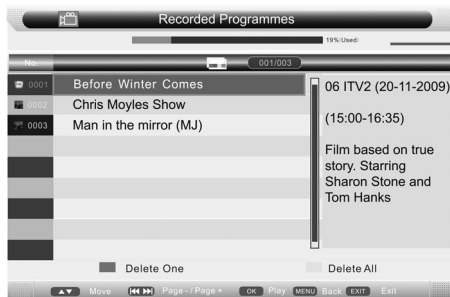 Recorded Programmes
19%(Used)
No. 001/003
0001 Before Winter Comes
0002 Chris Moyles Show
0003 Man in the mirror (MJ)
06 ITV2 (20-11-2009)
(15:00-16:35)
Film based on true
story. Starring
Sharon Stone and
Tom Hanks
Delete One Delete All
▲▼ Move ⏮⏭ Page - / Page + OK Play MENU Back EXIT Exit